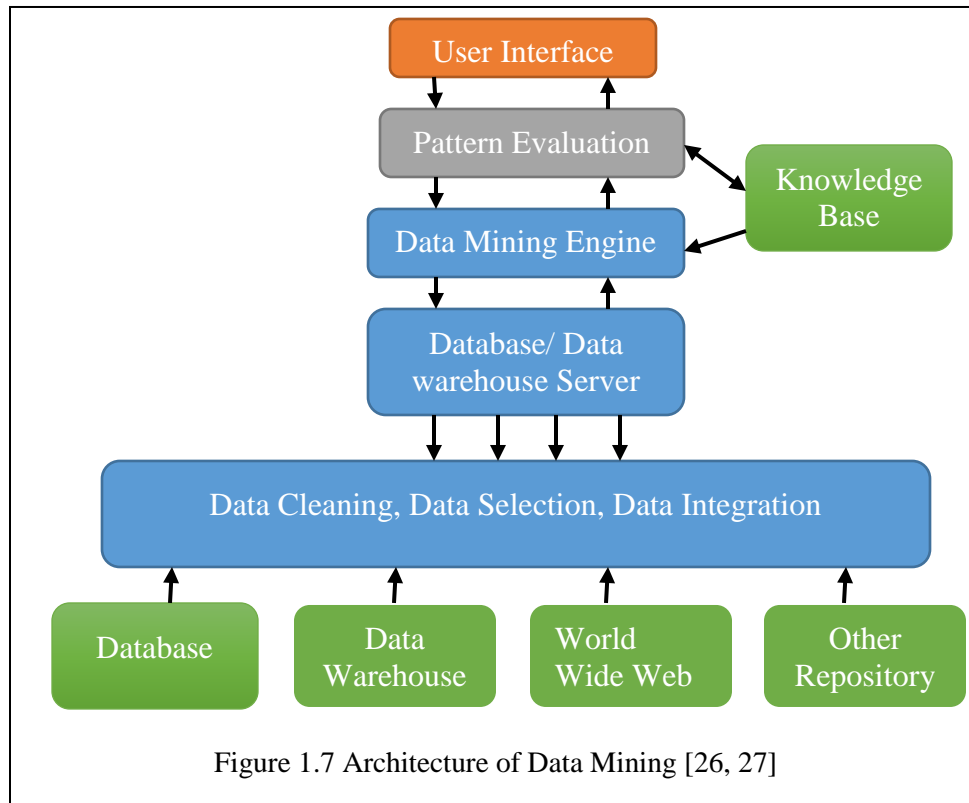 User Interface
Pattern Evaluation
Knowledge
Base
Data Mining Engine
Database/ Data
warehouse Server
Data Cleaning, Data Selection, Data Integration
Database
Data
Warehouse
World
Wide Web
Other
Repository
Figure 1.7 Architecture of Data Mining [26, 27]